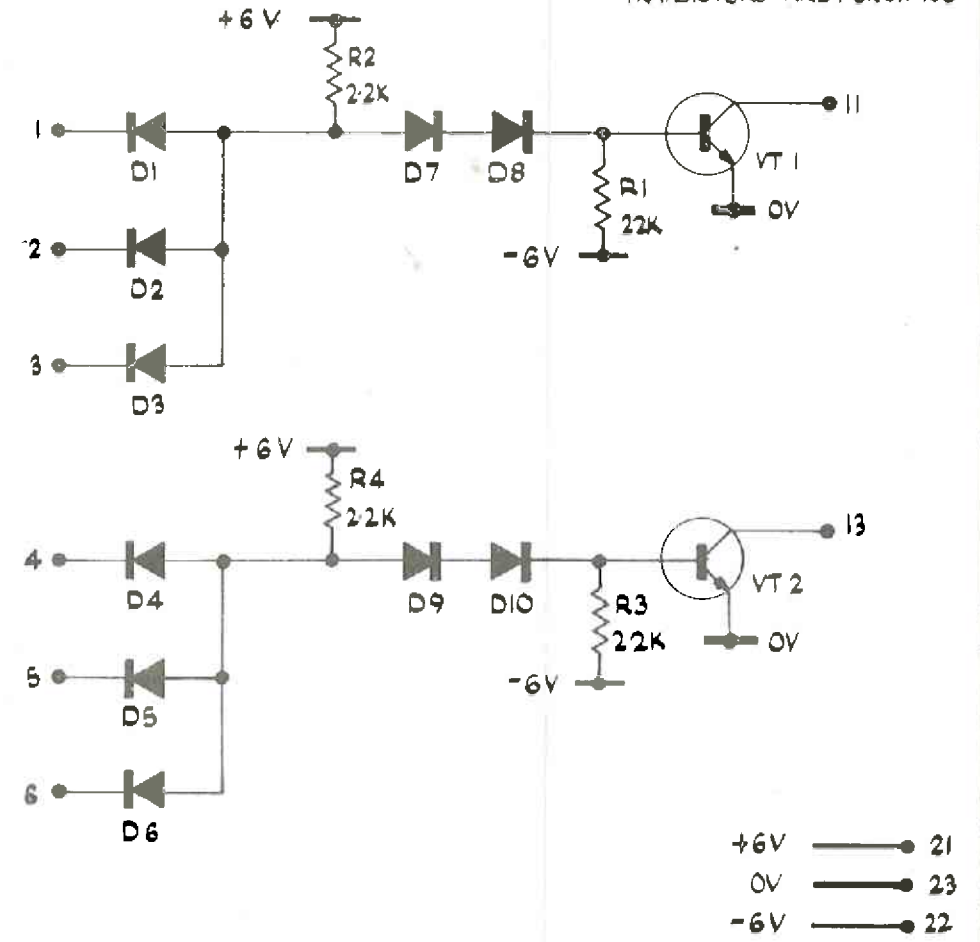 +6V
R2
2.2K
1
11
D1
D7
D8
VT1
R1
22K
0V
2
-6V
D2
3
D3
+6V
R4
2.2K
13
4
D4
D9
D10
VT2
R3
22K
0V
5
-6V
D5
6
D6
+6V 21
0V 23
-6V 22